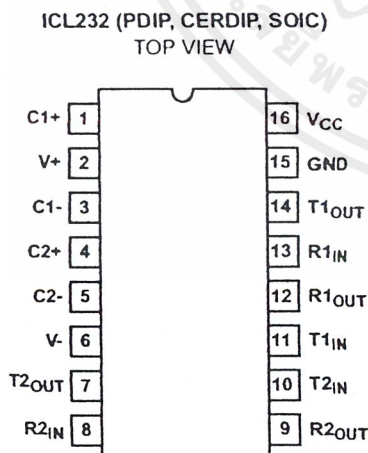 ICL232 (PDIP, CERDIP, SOIC)
TOP VIEW
C1+ 1 16 VCC
V+ 2 15 GND
C1- 3 14 T1OUT
C2+ 4 13 R1IN
C2- 5 12 R1OUT
V- 6 11 T1IN
T2OUT 7 10 T2IN
R2IN 8 9 R2OUT